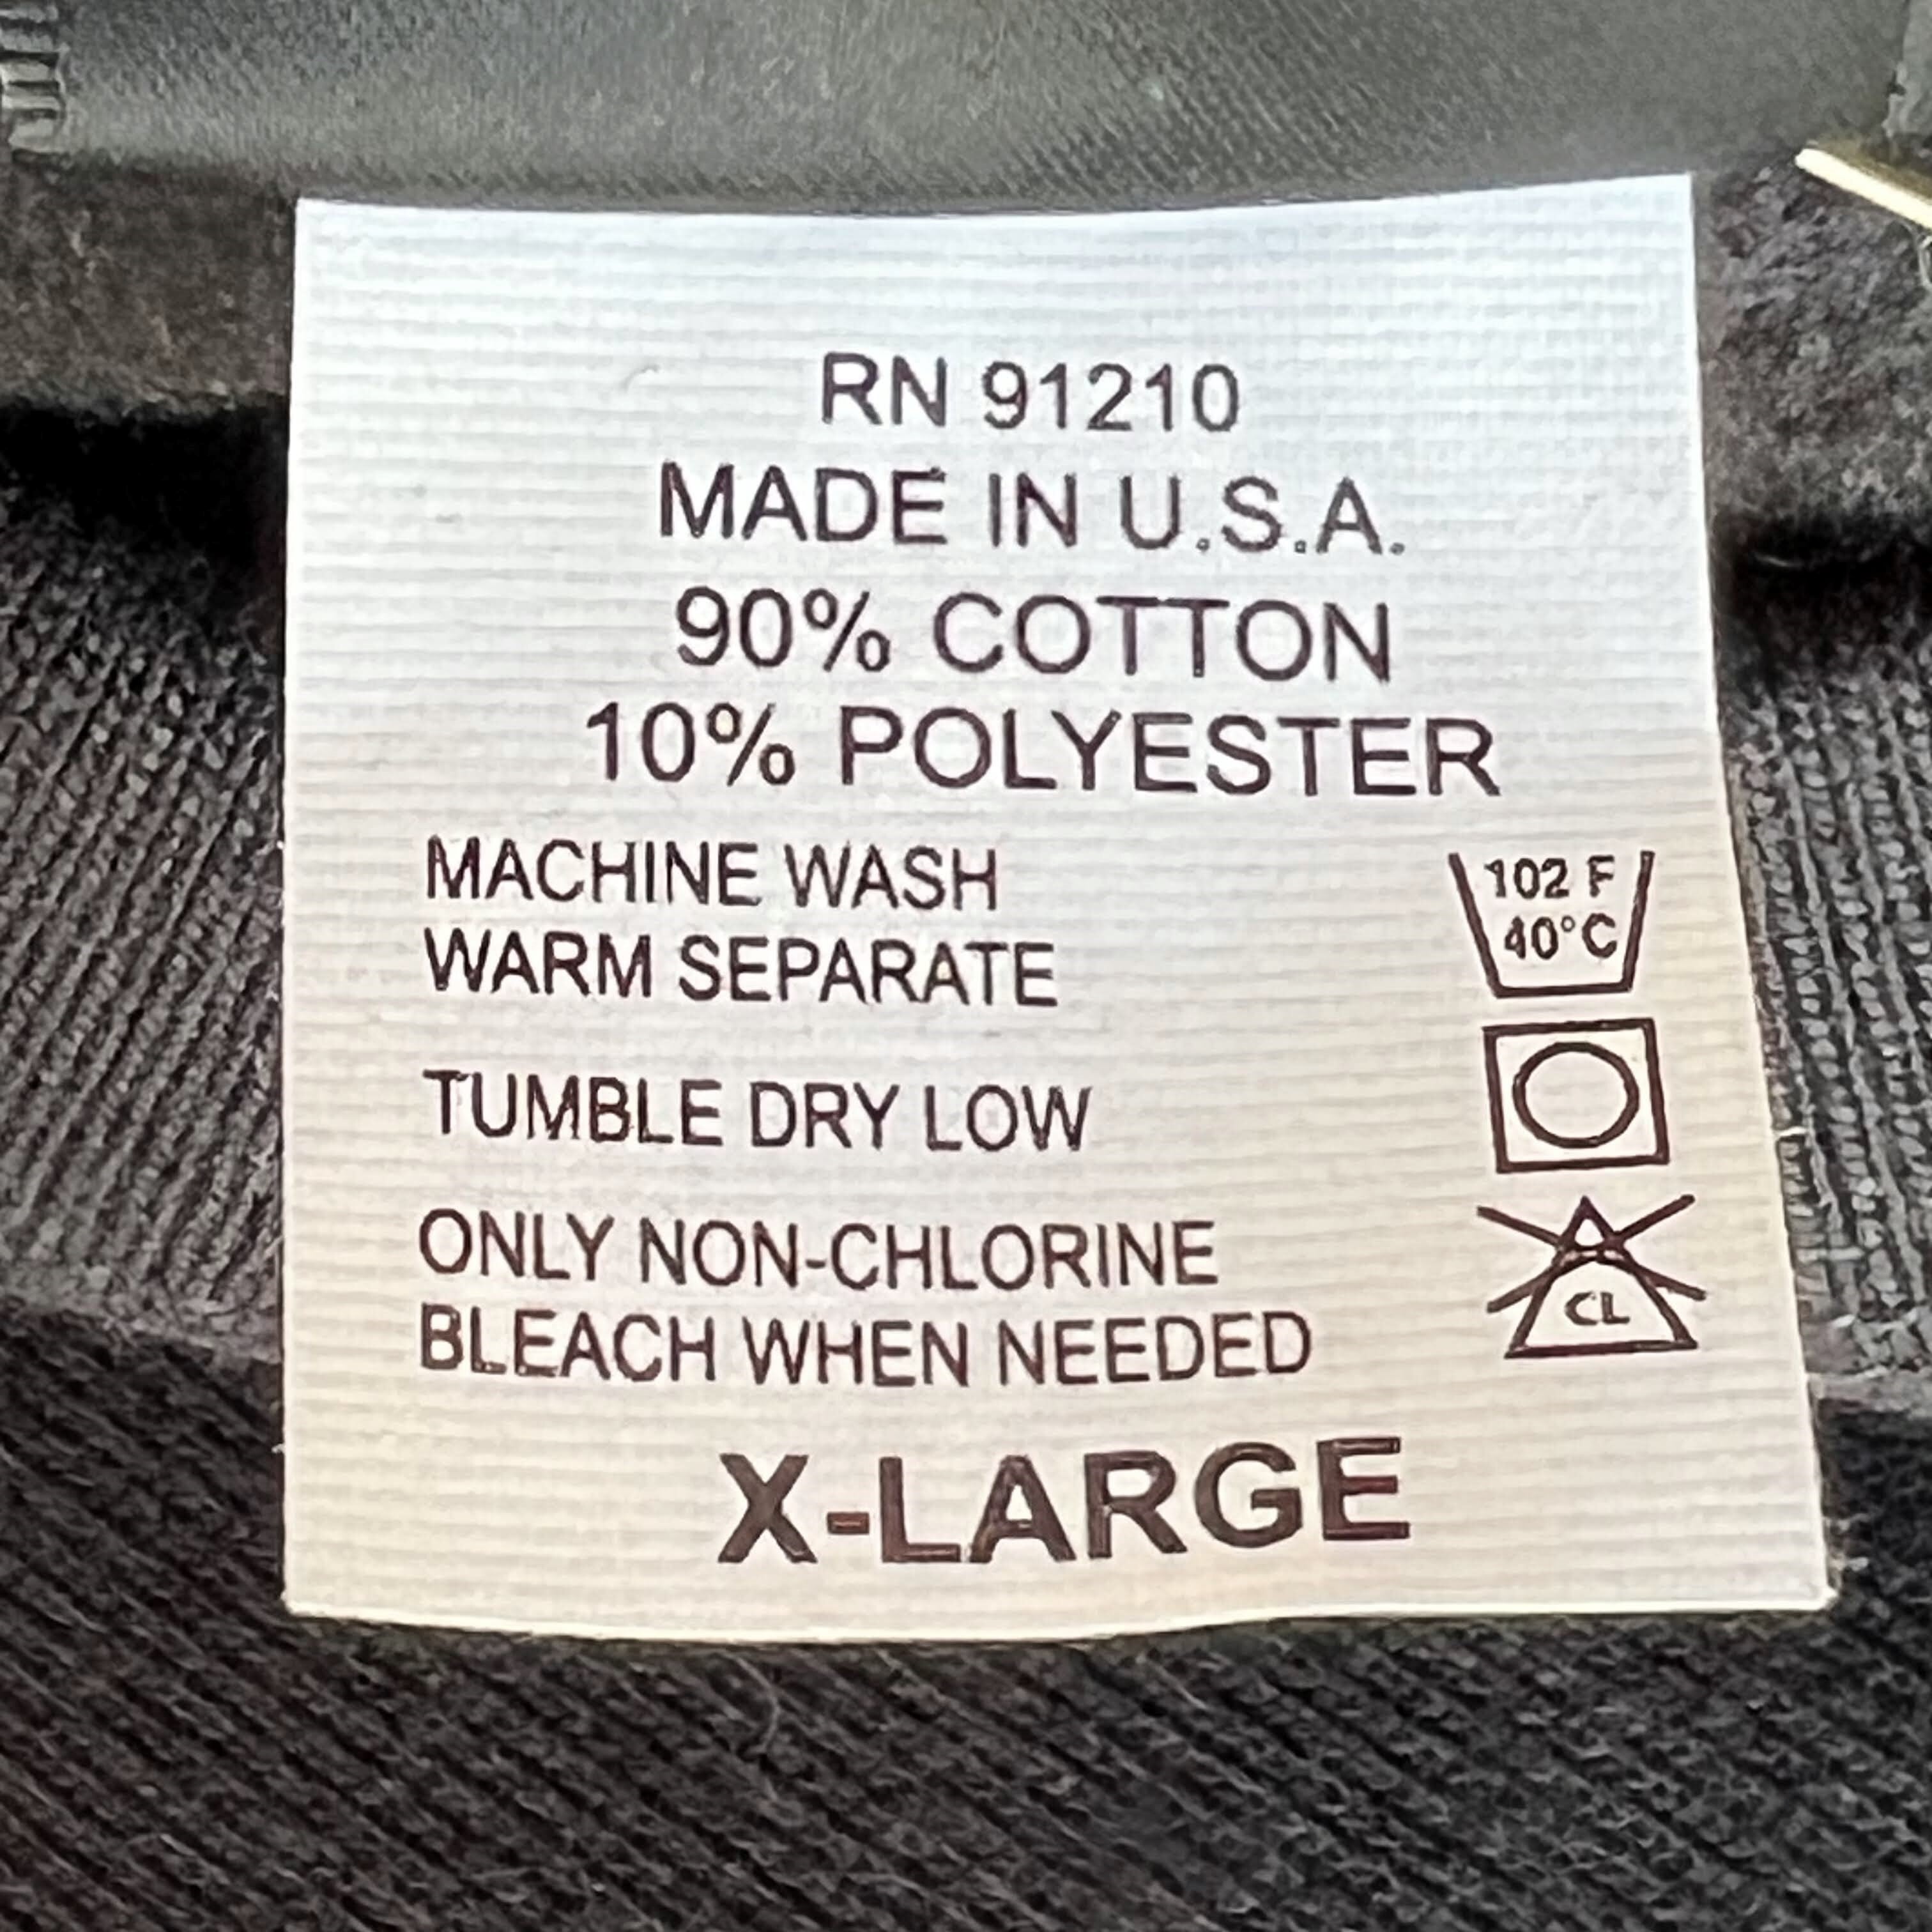 RN 91210
MADE IN U.S.A.
90% COTTON
10% POLYESTER
MACHINE WASH
WARM SEPARATE
102 F
40°C
TUMBLE DRY LOW
ONLY NON-CHLORINE
BLEACH WHEN NEEDED
CL
X-LARGE